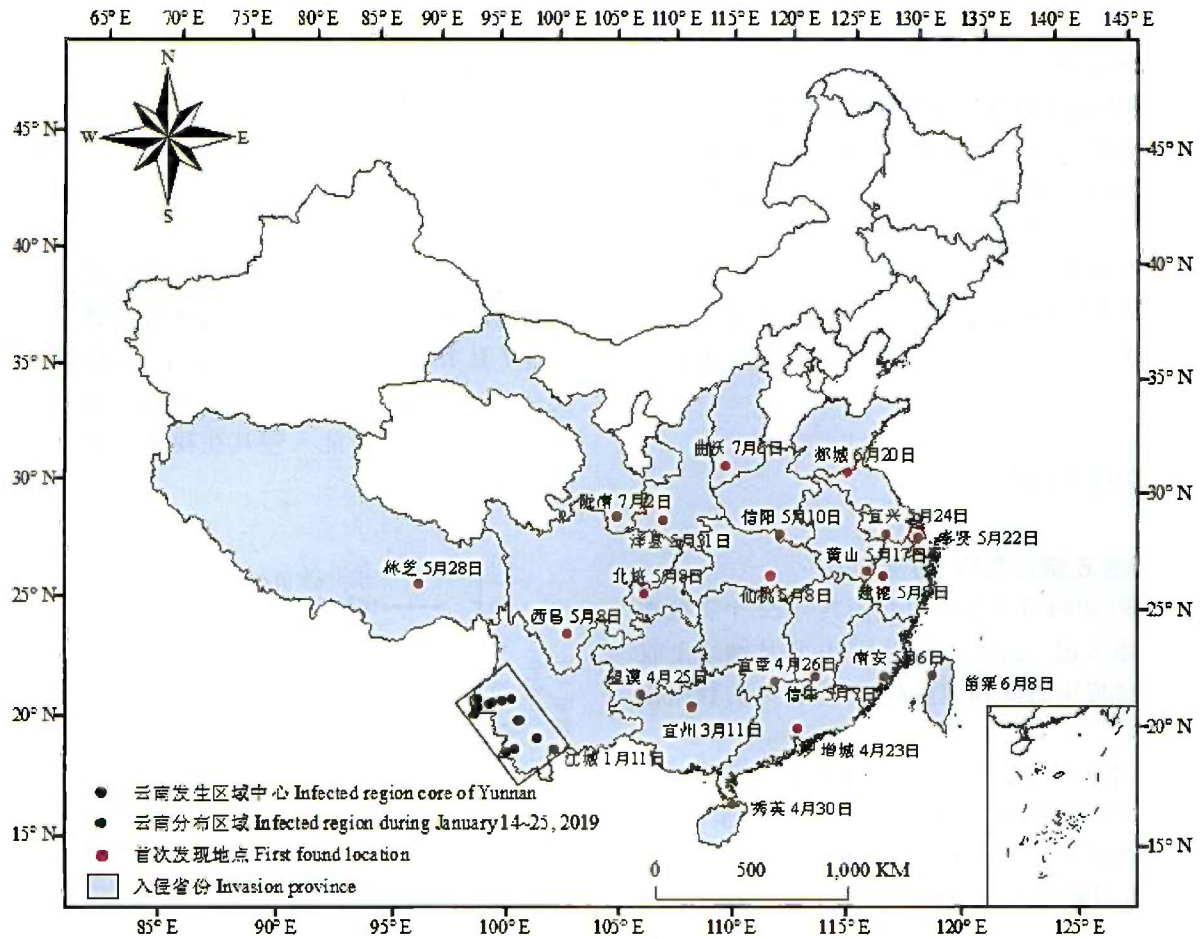 65° E 85° E 90° E 95° E 100° E 105° E 110° E 115° E 120° E 125° E 130° E 140° E 145° E
N
W E
S
45° N 45° N
40° N 40° N
35° N 35° N
曲沃 7月6日
郯城 6月20日
30° N 30° N
陇南 7月2日
信阳 5月10日
宜兴 5月24日
奉贤 5月22日
洋县 5月31日
黄山 5月17日
林芝 5月28日
北培 5月8日
仙桃 5月8日
25° N 25° N
西昌 5月8日
望谟 4月25日
宜章 4月26日
南安 5月6日
苗栗 6月8日
信丰 5月7日
20° N 20° N
宜州 3月11日
增城 4月23日
江城 1月11日
云南发生区域中心 Infected region core of Yunnan
秀英 4月30日
云南分布区域 Infected region during January 14-25, 2019
15° N 15° N
首次发现地点 First found location
0 500 1,000 KM
入侵省份 Invasion province
85° E 90° E 95° E 100° E 105° E 110° E 115° E 120° E 125° E